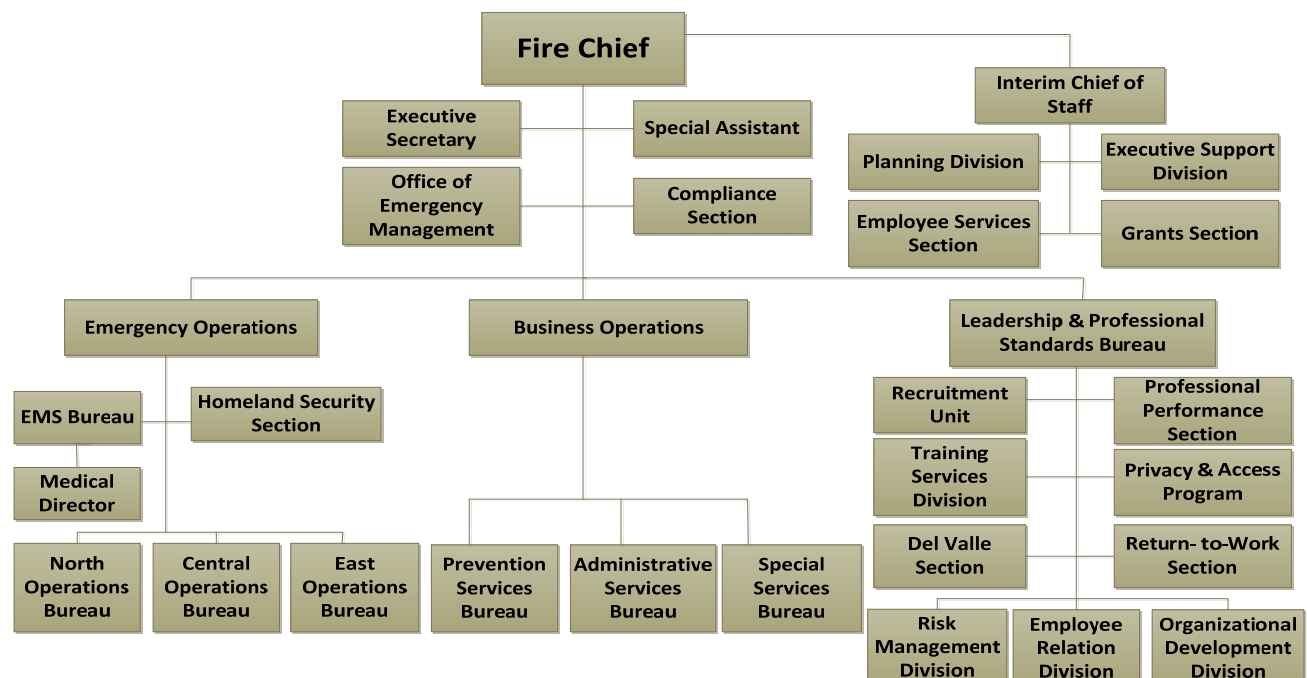 Fire Chief
Interim Chief of
Staff
Executive
Secretary
Special Assistant
Planning Division
Executive Support
Division
Office of
Emergency
Management
Compliance
Section
Employee Services
Section
Grants Section
Emergency Operations
Business Operations
Leadership & Professional
Standards Bureau
EMS Bureau
Homeland Security
Section
Medical
Director
Recruitment
Unit
Professional
Performance
Section
Training
Services
Division
Privacy & Access
Program
Del Valle
Section
Return- to-Work
Section
North
Operations
Bureau
Central
Operations
Bureau
East
Operations
Bureau
Prevention
Services
Bureau
Administrative
Services
Bureau
Special
Services
Bureau
Risk
Management
Division
Employee
Relation
Division
Organizational
Development
Division